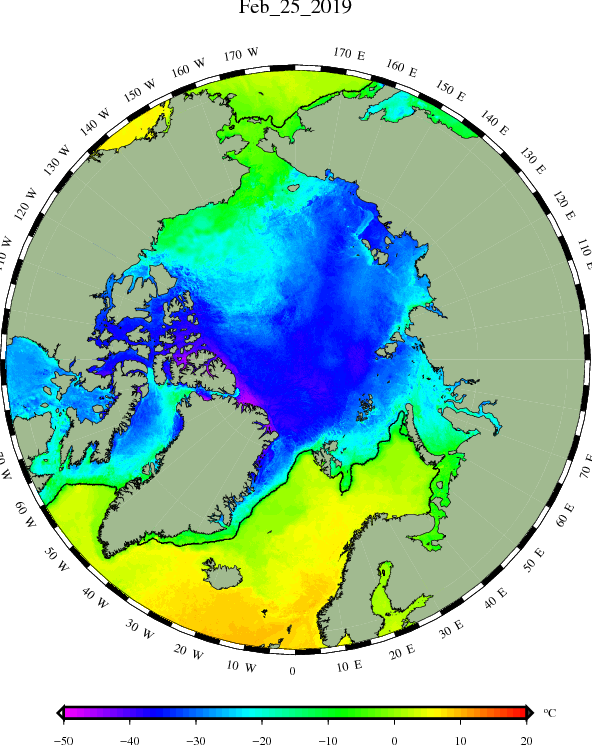 Feb_25_2019
170 W
170 E
160 W
160 E
150 W
150 E
140 W
140 E
130 W
130 E
120 W
120 E
110 E
70 E
60 W
60 E
50 W
50 E
40 W
40 E
30 W
30 E
20 W
20 E
10 W
10 E
0
°C
−50 −40 −30 −20 −10 0 10 20